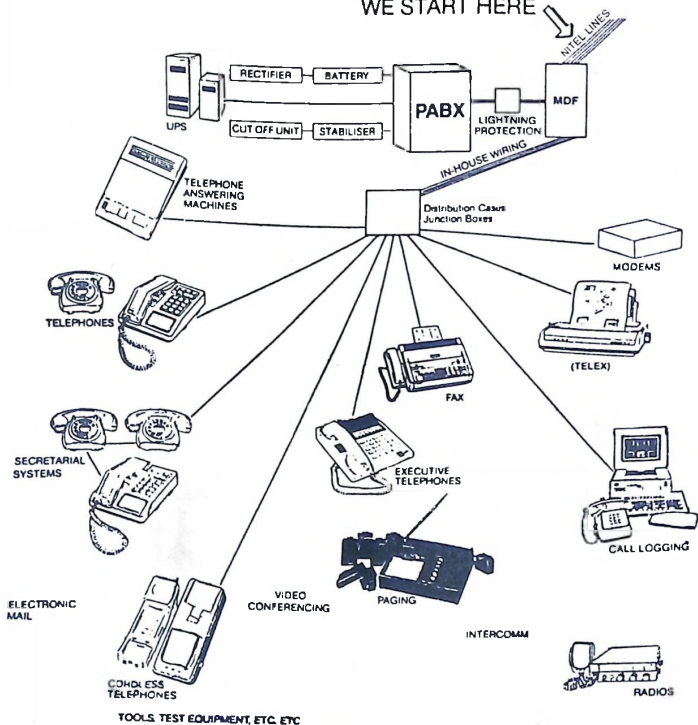 WE START HERE
NITEL LINES
RECTIFIER
BATTERY
UPS
CUT OFF UNIT
STABILISER
PABX
LIGHTNING
PROTECTION
MDF
IN-HOUSE WIRING
TELEPHONE
ANSWERING
MACHINES
Distribution Cases
Junction Boxes
MODEMS
TELEPHONES
(TELEX)
FAX
SECRETARIAL
SYSTEMS
EXECUTIVE
TELEPHONES
CALL LOGGING
ELECTRONIC
MAIL
VIDEO
CONFERENCING
PAGING
INTERCOMM
CORDLESS
TELEPHONES
RADIOS
TOOLS, TEST EQUIPMENT, ETC. ETC